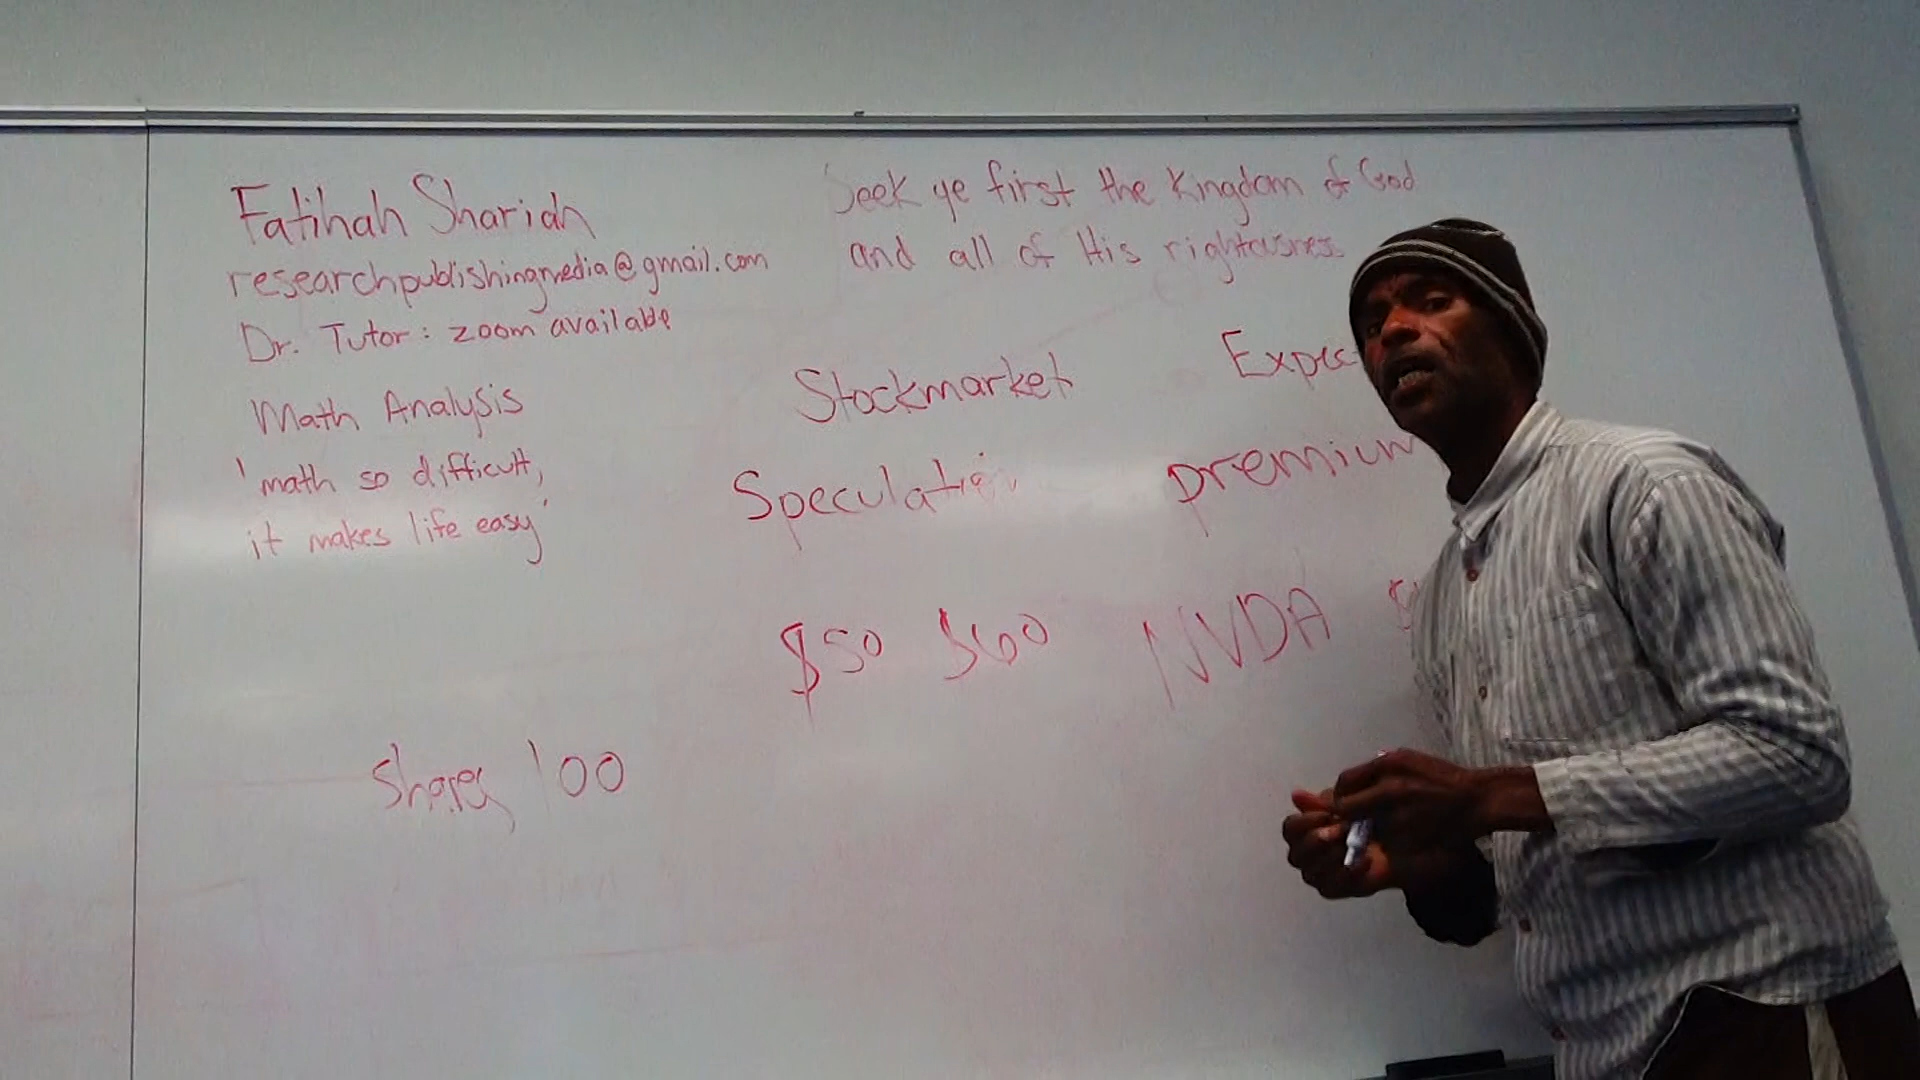 Fatihah Shariah
researchpublishingmedia@gmail.com
Dr. Tutor: zoom available
Math Analysis
'math so difficult,
it makes life easy'
Seek ye first the Kingdom of God
and all of His rightousness
Stockmarket
Speculation
premium
$50 $60 NVDA
Shares 100